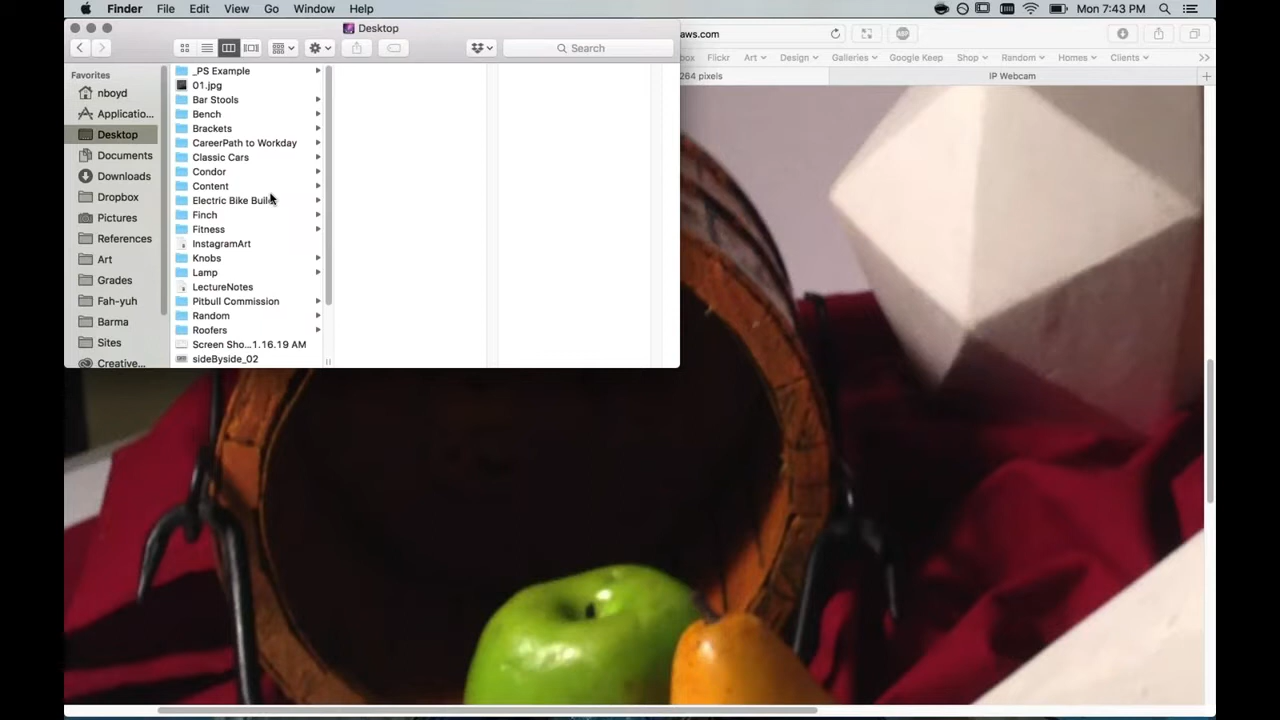 Finder File Edit View Go Window Help Mon 7:43 PM
Desktop
aws.com
Search
box Flickr Art Design Galleries Google Keep Shop Random Homes Clients
264 pixels IP Webcam
Favorites
nboyd
Applicatio...
Desktop
Documents
Downloads
Dropbox
Pictures
References
Art
Grades
Fah-yuh
Barma
Sites
Creative...
_PS Example
01.jpg
Bar Stools
Bench
Brackets
CareerPath to Workday
Classic Cars
Condor
Content
Electric Bike Buil
Finch
Fitness
InstagramArt
Knobs
Lamp
LectureNotes
Pitbull Commission
Random
Roofers
Screen Sho...1.16.19 AM
sideByside_02